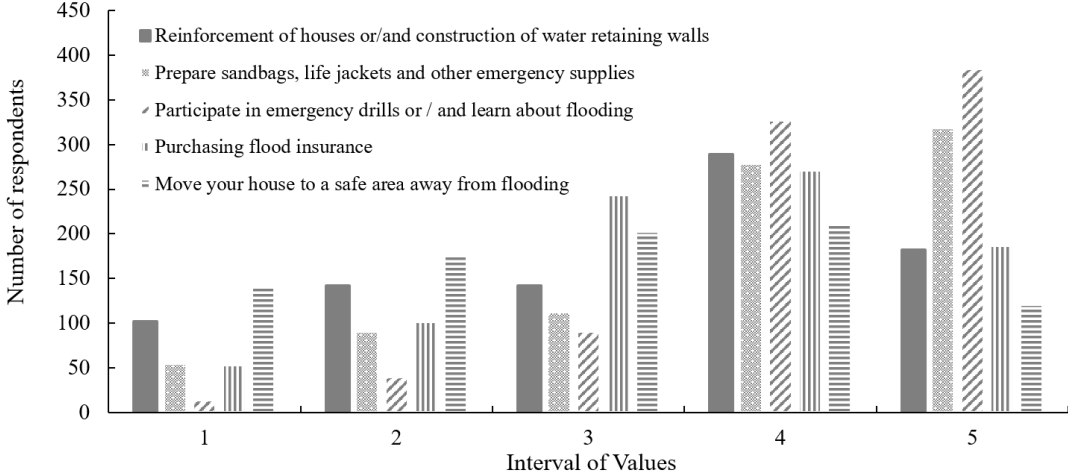 450
400
350
300
250
200
150
100
50
0
Number of respondents
Reinforcement of houses or/and construction of water retaining walls
Prepare sandbags, life jackets and other emergency supplies
Participate in emergency drills or / and learn about flooding
Purchasing flood insurance
Move your house to a safe area away from flooding
1 2 3 4 5
Interval of Values